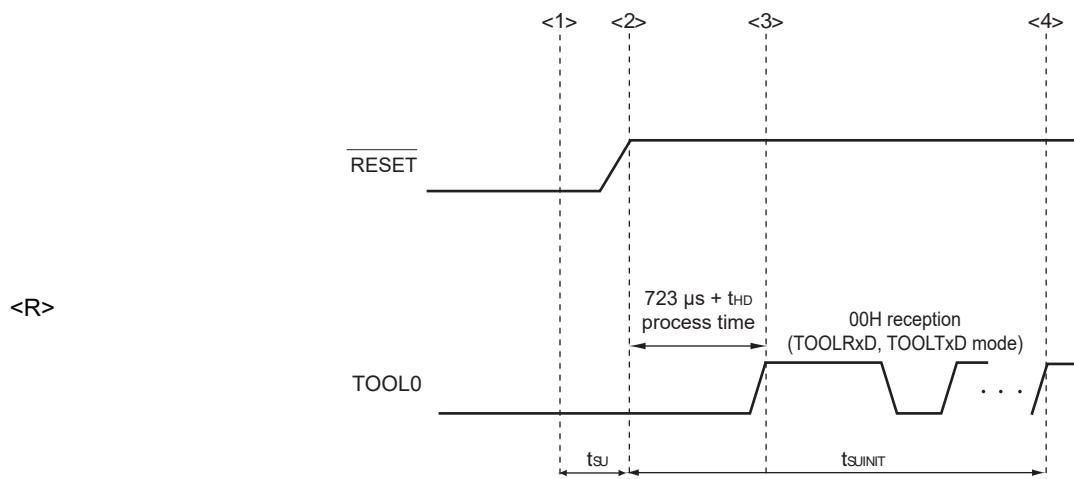 <1> <2> <3> <4>
RESET
<R>
723 µs + tHD
process time
00H reception
(TOOLRxD, TOOLTxD mode)
TOOL0
. . .
tSU tSUINIT